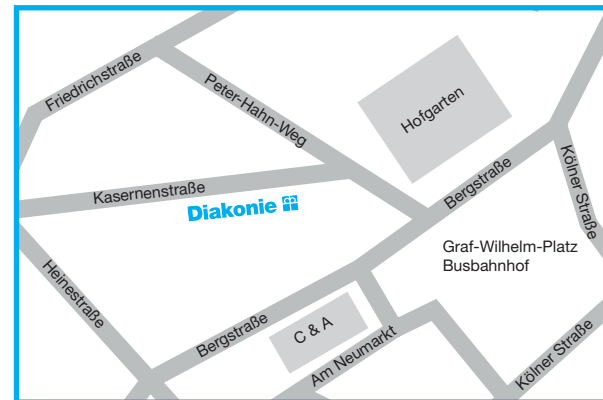 Friedrichstraße
Peter-Hahn-Weg
Hofgarten
Kasernenstraße
Diakonie
Bergstraße
Kölner Straße
Graf-Wilhelm-Platz
Busbahnhof
Heinestraße
Bergstraße
C & A
Am Neumarkt
Kölner Straße